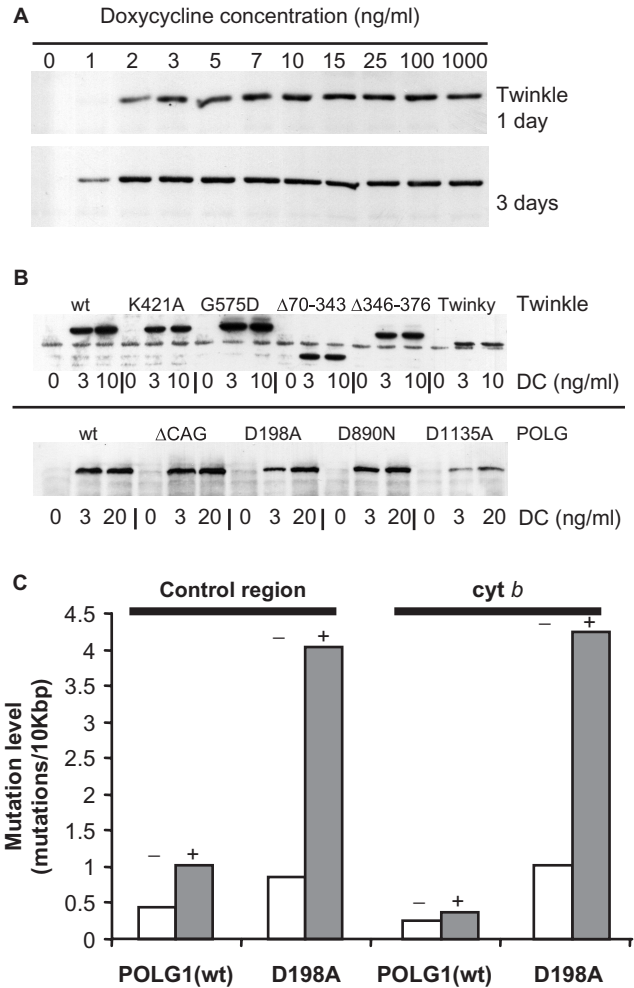 A
Doxycycline concentration (ng/ml)
0 1 2 3 5 7 10 15 25 100 1000
Twinkle
1 day
3 days
B
wt K421A G575D Δ70-343 Δ346-376 Twinky Twinkle
0 3 10 | 0 3 10 | 0 3 10 | 0 3 10 | 0 3 10 | 0 3 10 DC (ng/ml)
wt ΔCAG D198A D890N D1135A POLG
0 3 20 | 0 3 20 | 0 3 20 | 0 3 20 | 0 3 20 DC (ng/ml)
C
Control region cyt b
Mutation level
(mutations/10Kbp)
4.5
4
3.5
3
2.5
2
1.5
1
0.5
0
– + – + – + – +
POLG1(wt) D198A POLG1(wt) D198A